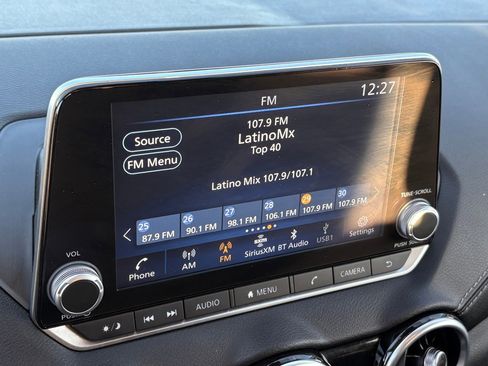 FM
12:27
107.9 FM
LatinoMx
Top 40
Source
FM Menu
Latino Mix 107.9/107.1
25 26 27 28 29 30
87.9 FM 90.1 FM 98.1 FM 106.1 FM 107.9 FM 107.9 FM
Phone AM FM SiriusXM BT Audio USB1 Settings
TUNE·SCROLL
VOL
AUDIO MENU CAMERA